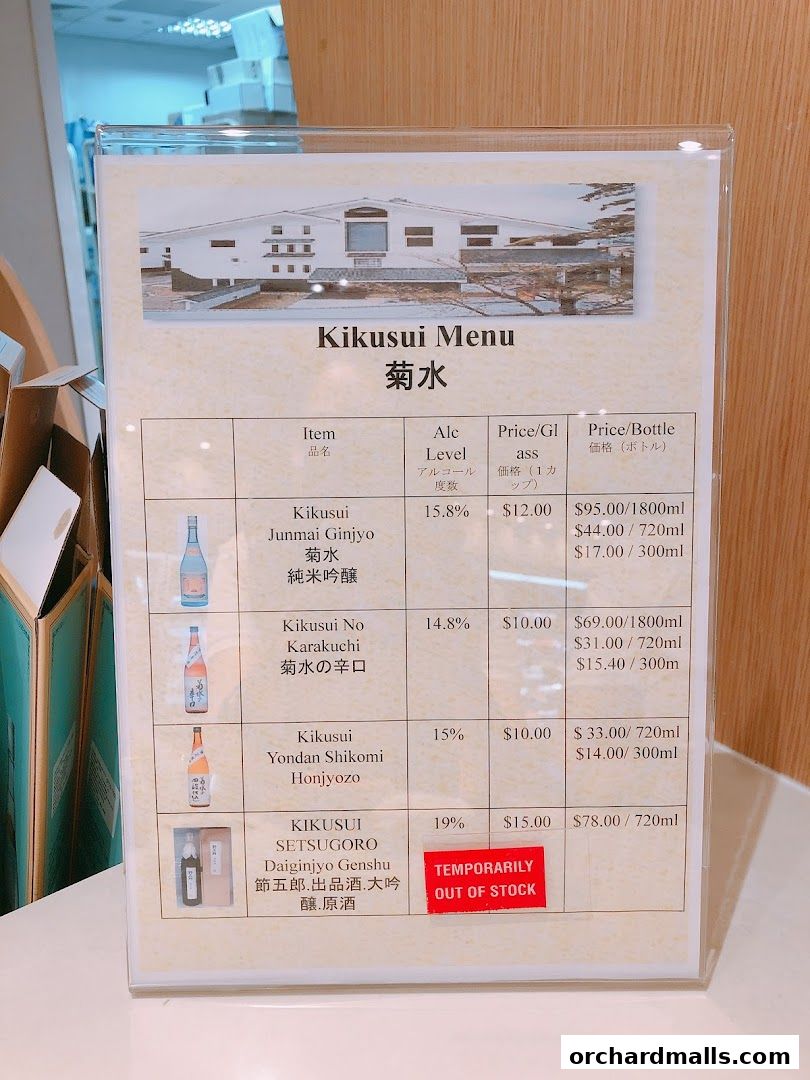 Kikusui Menu
菊水
Item
品名
Alc
Level
アルコール
度数
Price/Gl
ass
価格（１カ
ップ）
Price/Bottle
価格（ボトル）
Kikusui
Junmai Ginjyo
菊水
純米吟醸
15.8%
$12.00
$95.00/1800ml
$44.00 / 720ml
$17.00 / 300ml
Kikusui No
Karakuchi
菊水の辛口
14.8%
$10.00
$69.00/1800ml
$31.00 / 720ml
$15.40 / 300m
菊水の
辛口
Kikusui
Yondan Shikomi
Honjyozo
15%
$10.00
$ 33.00/ 720ml
$14.00/ 300ml
KIKUSUI
SETSUGORO
Daiginjyo Genshu
節五郎.出品酒.大吟
醸.原酒
19%
$15.00
$78.00 / 720ml
TEMPORARILY
OUT OF STOCK
orchardmalls.com